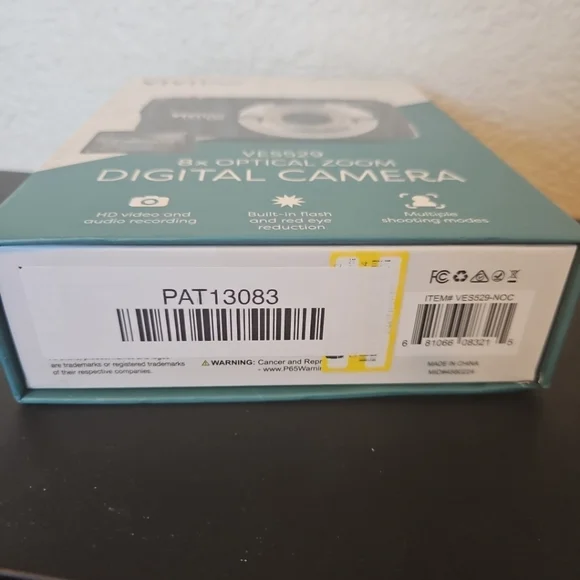 VES529
8x OPTICAL ZOOM
DIGITAL CAMERA
HD video and
audio recording
Built-in flash
and red eye
reduction
Multiple
shooting modes
PAT13083
FC
ITEM# VES529-NOC
6 81066 08321 5
are trademarks or registered trademarks
of their respective companies.
WARNING: Cancer and Repr
- www.P65Warnin
MADE IN CHINA